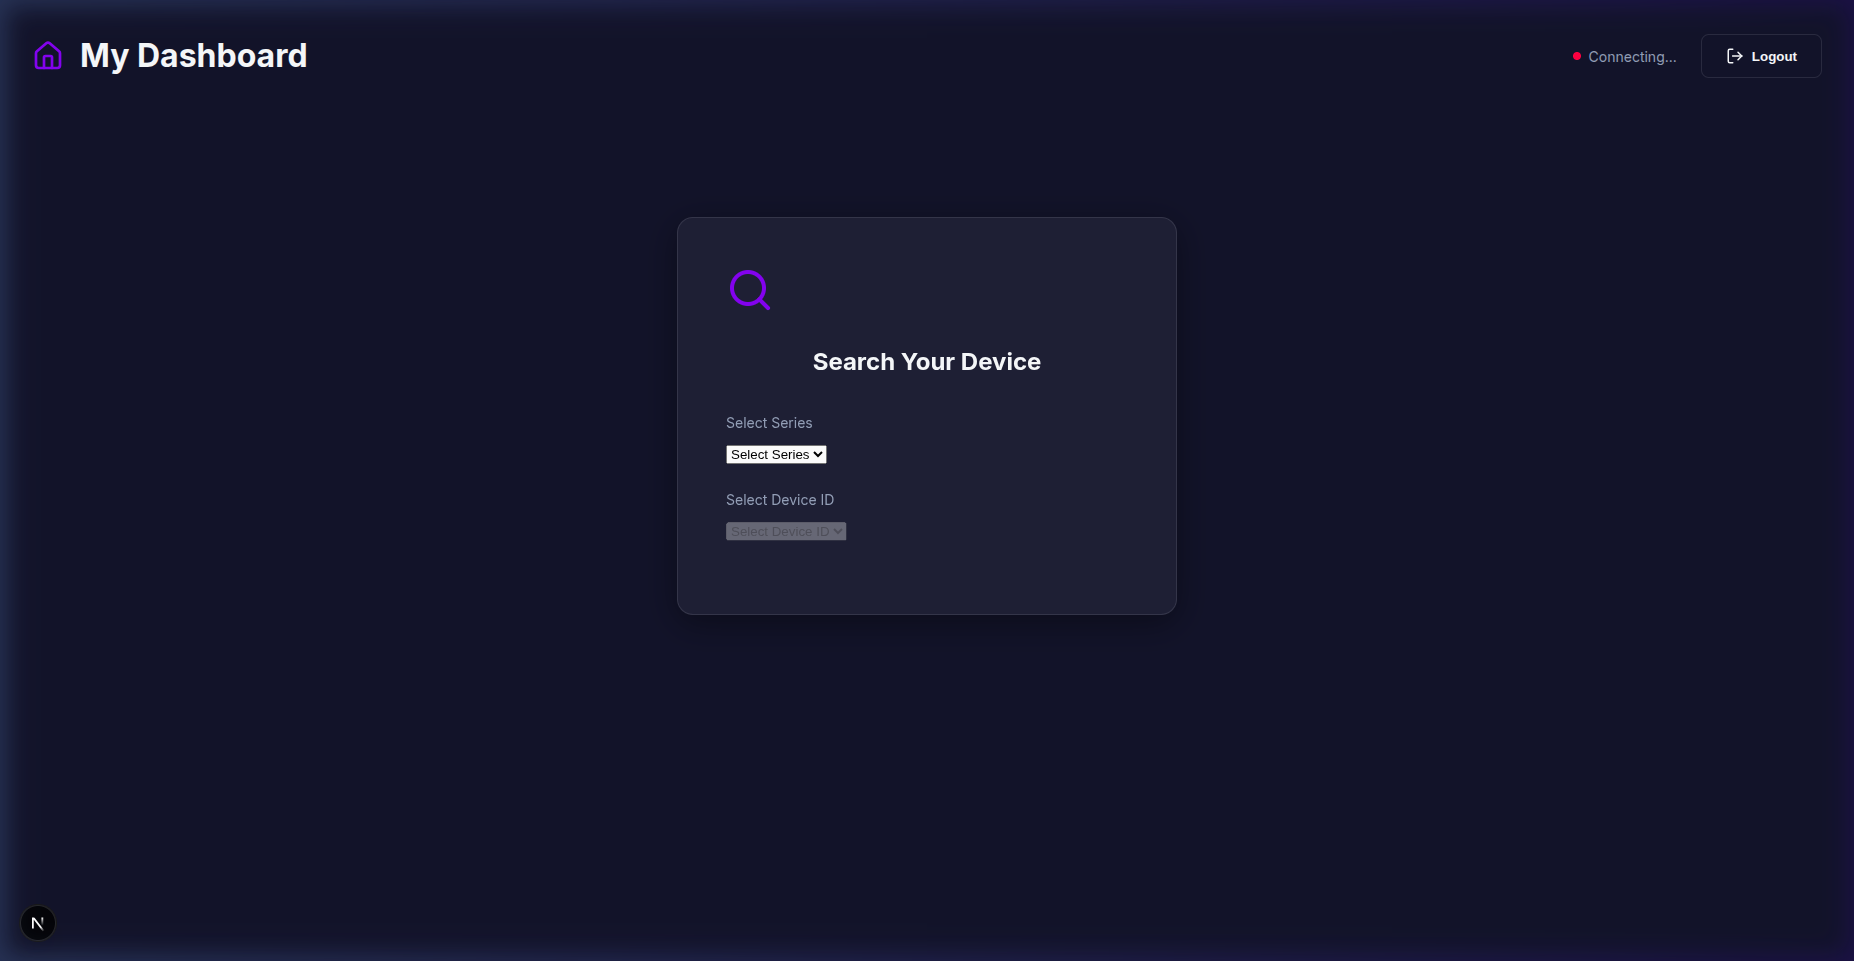 My Dashboard
Connecting...
Logout
Search Your Device
Select Series
Select Series
Select Device ID
Select Device ID
N